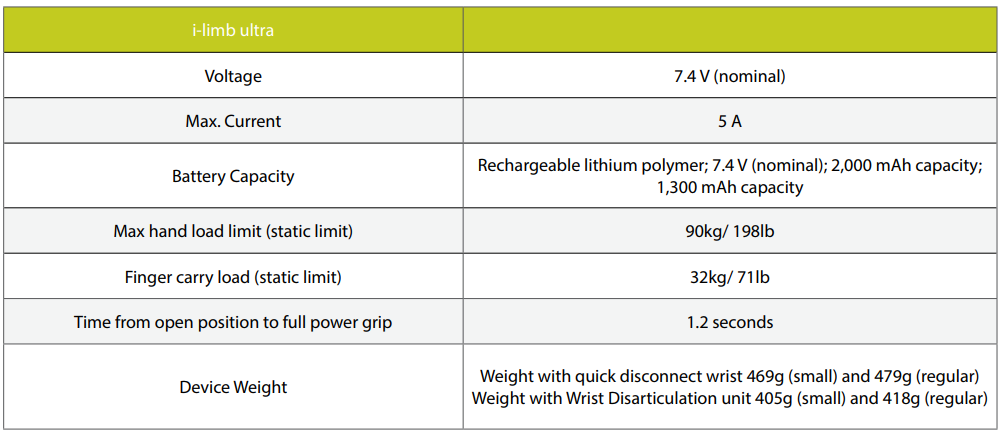 i-limb ultra
Voltage
7.4 V (nominal)
Max. Current
5 A
Battery Capacity
Rechargeable lithium polymer; 7.4 V (nominal); 2,000 mAh capacity;
1,300 mAh capacity
Max hand load limit (static limit)
90kg/ 198lb
Finger carry load (static limit)
32kg/ 71lb
Time from open position to full power grip
1.2 seconds
Device Weight
Weight with quick disconnect wrist 469g (small) and 479g (regular)
Weight with Wrist Disarticulation unit 405g (small) and 418g (regular)